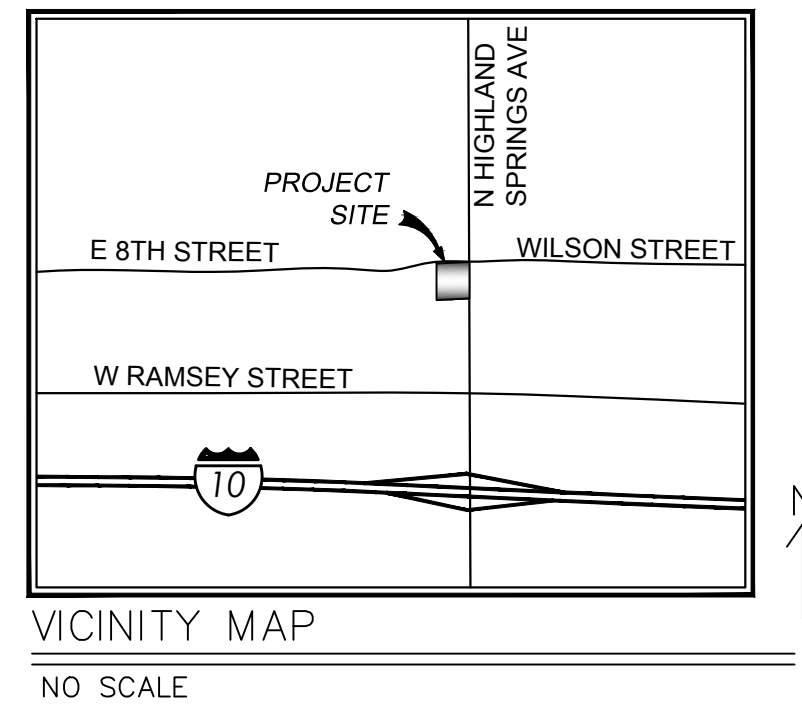 N HIGHLAND
SPRINGS AVE
PROJECT
SITE
E 8TH STREET
WILSON STREET
W RAMSEY STREET
10
N
VICINITY MAP
NO SCALE